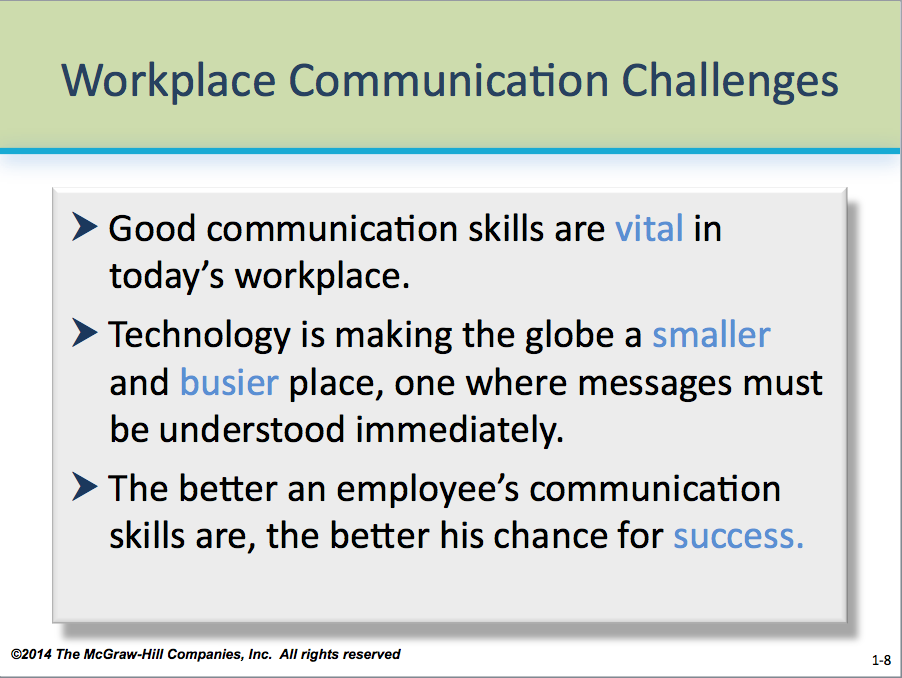 Workplace Communication Challenges
➤ Good communication skills are vital in
today’s workplace.
➤ Technology is making the globe a smaller
and busier place, one where messages must
be understood immediately.
➤ The better an employee’s communication
skills are, the better his chance for success.
©2014 The McGraw-Hill Companies, Inc.  All rights reserved
1-8